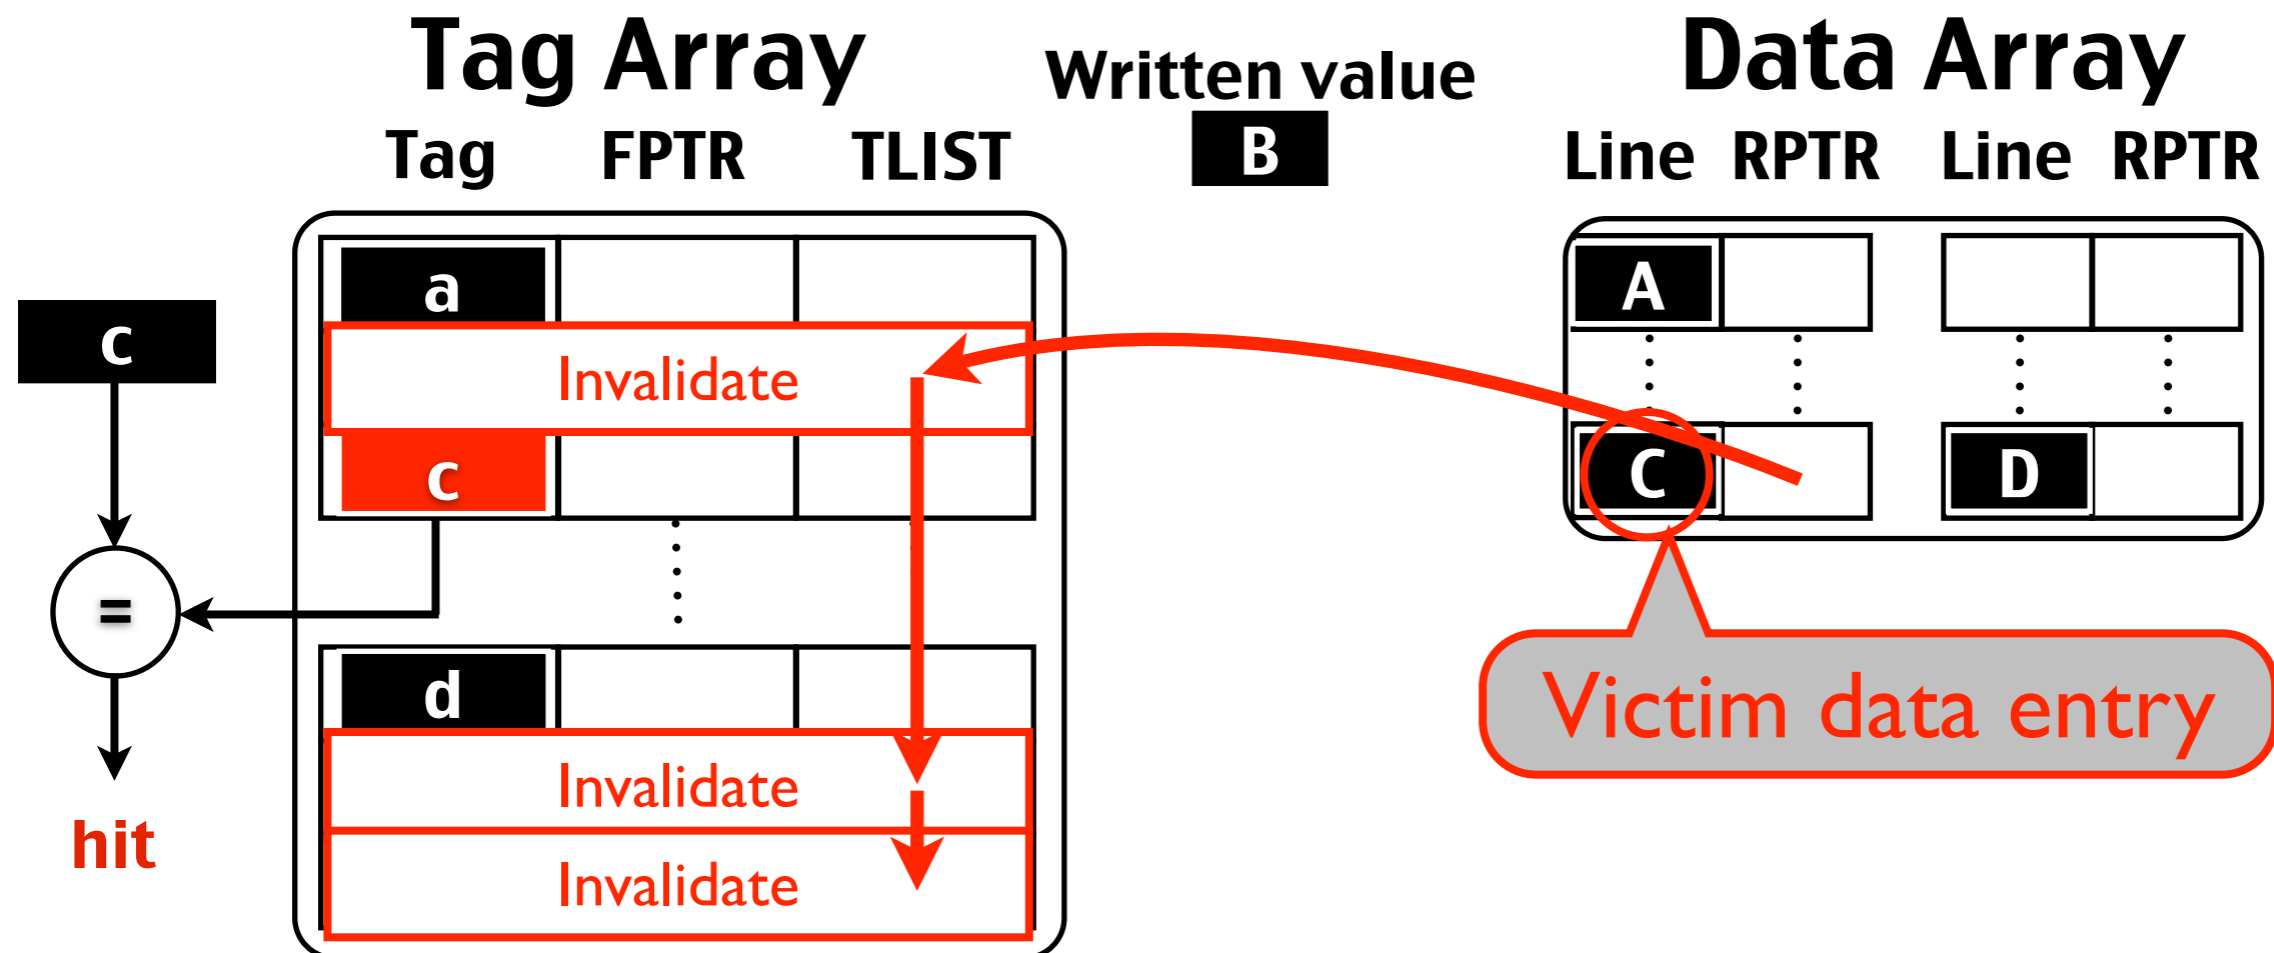 Tag Array
Written value
Data Array
Tag FPTR TLIST
B
Line RPTR Line RPTR
a
A
c
Invalidate
c
C
D
=
d
Victim data entry
Invalidate
hit
Invalidate